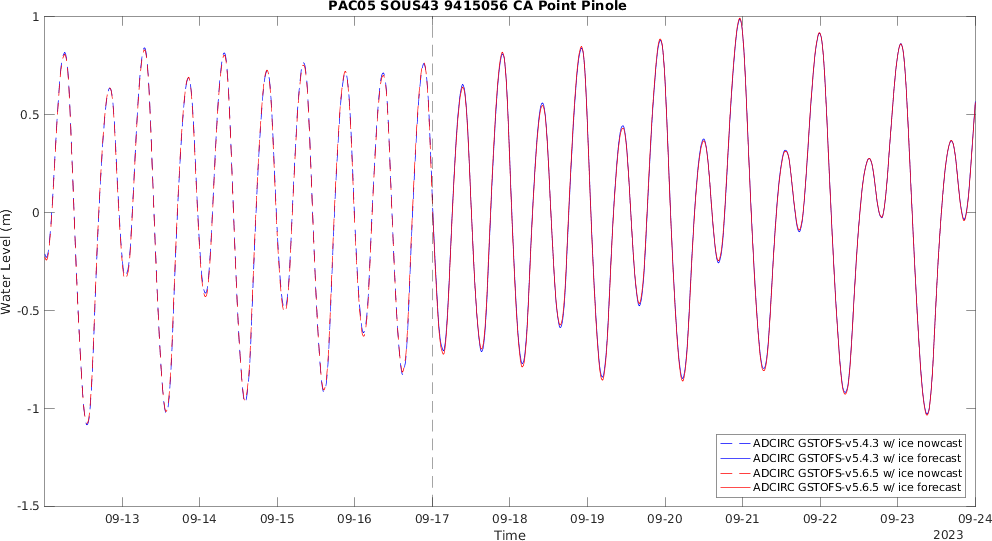 PAC05 SOUS43 9415056 CA Point Pinole
1
0.5
0
-0.5
-1
-1.5
Water Level (m)
ADCIRC GSTOFS-v5.4.3 w/ ice nowcast
ADCIRC GSTOFS-v5.4.3 w/ ice forecast
ADCIRC GSTOFS-v5.6.5 w/ ice nowcast
ADCIRC GSTOFS-v5.6.5 w/ ice forecast
09-13 09-14 09-15 09-16 09-17 09-18 09-19 09-20 09-21 09-22 09-23 09-24
Time
2023